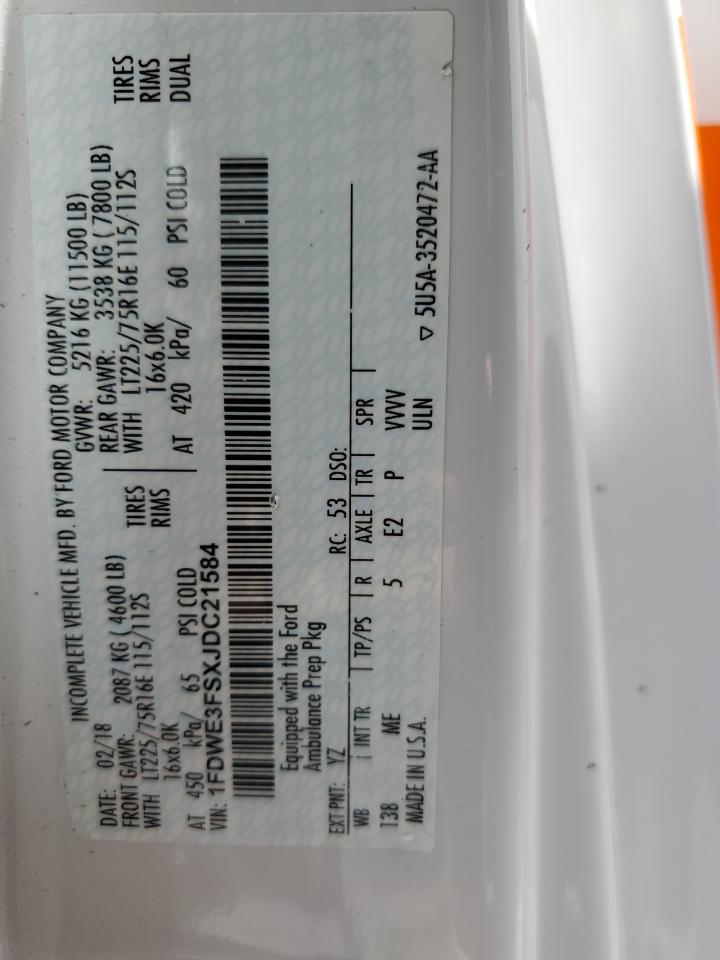 INCOMPLETE VEHICLE MFD. BY FORD MOTOR COMPANY
DATE: 02/18 GVWR: 5216 KG (11500 LB)
FRONT GAWR: 2087 KG ( 4600 LB) REAR GAWR: 3538 KG ( 7800 LB)
WITH LT225/75R16E 115/112S TIRES WITH LT225/75R16E 115/112S TIRES
16x6.0K RIMS 16x6.0K RIMS
AT 450 kPa/ 65 PSI COLD AT 420 kPa/ 60 PSI COLD DUAL
VIN: 1FDWE3FSXJDC21584
Equipped with the Ford
Ambulance Prep Pkg
EXT PNT: YZ RC: 53 DSO:
WB | INT TR | TP/PS | R | AXLE | TR | SPR |
138 ME 5 E2 P VVVV
MADE IN U.S.A. ULN ▽ 5U5A-3520472-AA